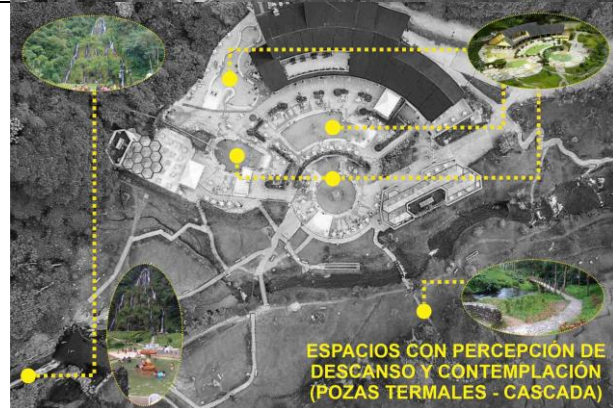 ESPACIOS CON PERCEPCIÓN DE
DESCANSO Y CONTEMPLACIÓN
(POZAS TERMALES - CASCADA)